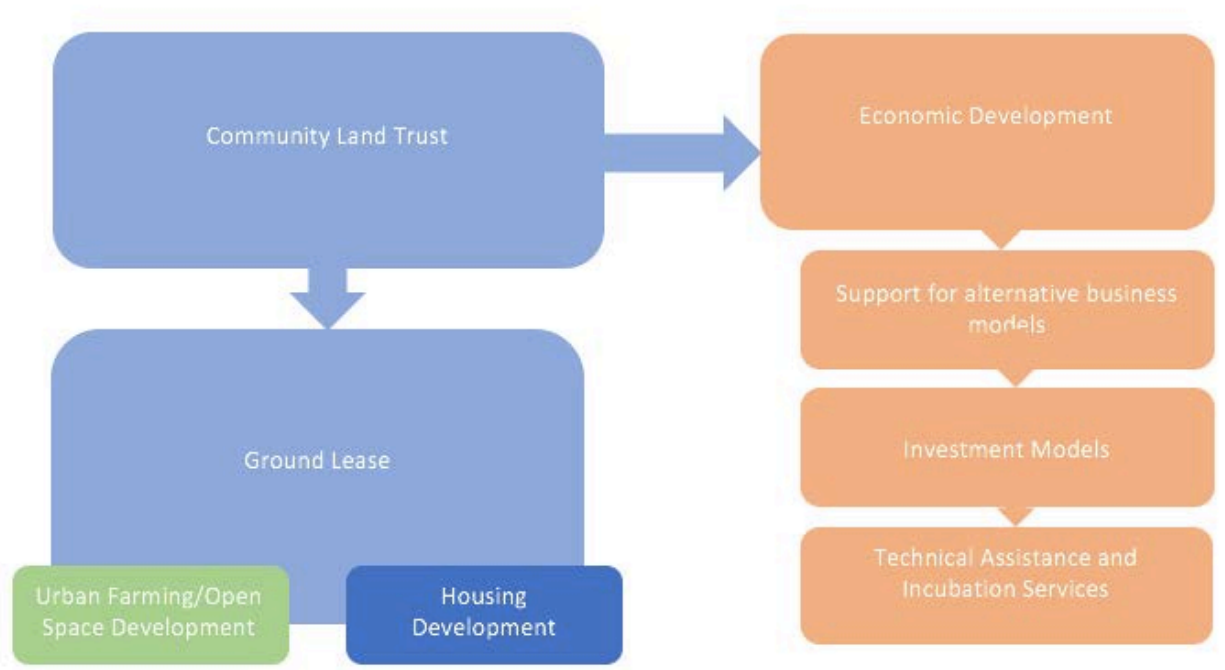 Community Land Trust
Economic Development
Support for alternative business
models
Ground Lease
Investment Models
Urban Farming/Open
Space Development
Housing
Development
Technical Assistance and
Incubation Services